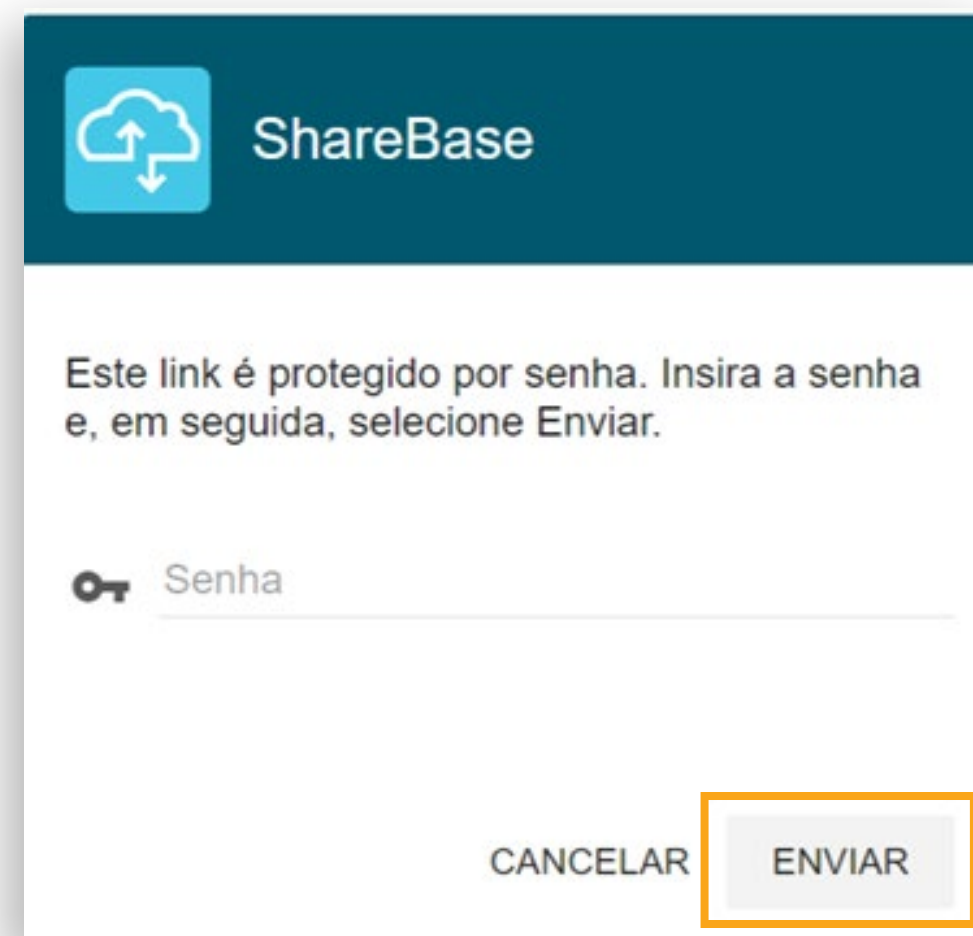 ShareBase
Este link é protegido por senha. Insira a senha
e, em seguida, selecione Enviar.
Senha
CANCELAR ENVIAR